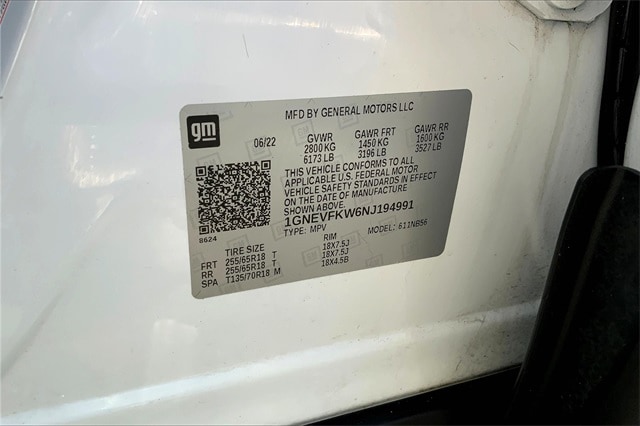 MFD BY GENERAL MOTORS LLC
gm
06/22 GVWR GAWR FRT GAWR RR
2800 KG 1450 KG 1600 KG
6173 LB 3196 LB 3527 LB
THIS VEHICLE CONFORMS TO ALL
APPLICABLE U.S. FEDERAL MOTOR
VEHICLE SAFETY STANDARDS IN EFFECT
ON THE DATE OF MANUFACTURE
1GNEVFKW6NJ194991
8624 TYPE: MPV MODEL: 611NB56
TIRE SIZE RIM
FRT 255/65R18 T 18X7.5J
RR 255/65R18 T 18X7.5J
SPA T135/70R18 M 18X4.5B